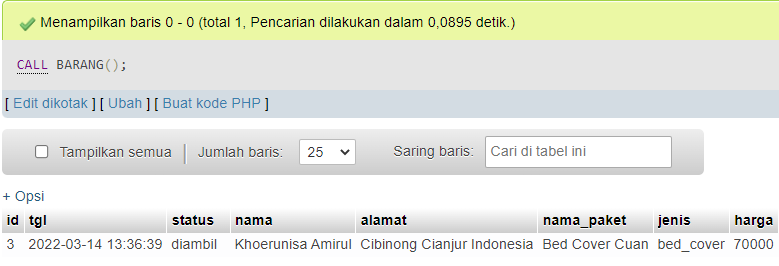 Menampilkan baris 0 - 0 (total 1, Pencarian dilakukan dalam 0,0895 detik.)
CALL BARANG();
[ Edit dikotak ] [ Ubah ] [ Buat kode PHP ]
Tampilkan semua | Jumlah baris: 25 Saring baris: Cari di tabel ini
+ Opsi
id tgl status nama alamat nama_paket jenis harga
3 2022-03-14 13:36:39 diambil Khoerunisa Amirul Cibinong Cianjur Indonesia Bed Cover Cuan bed_cover 70000